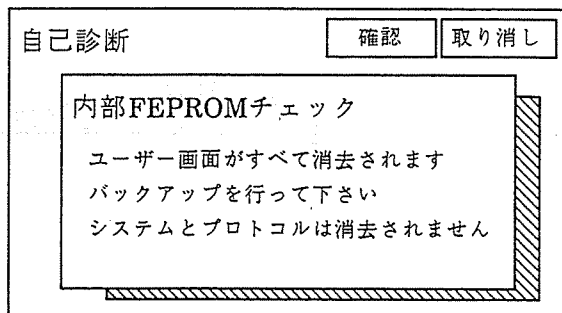 自己診断
確認
取り消し
内部FEPROMチェック
ユーザー画面がすべて消去されます
バックアップを行って下さい
システムとプロトコルは消去されません